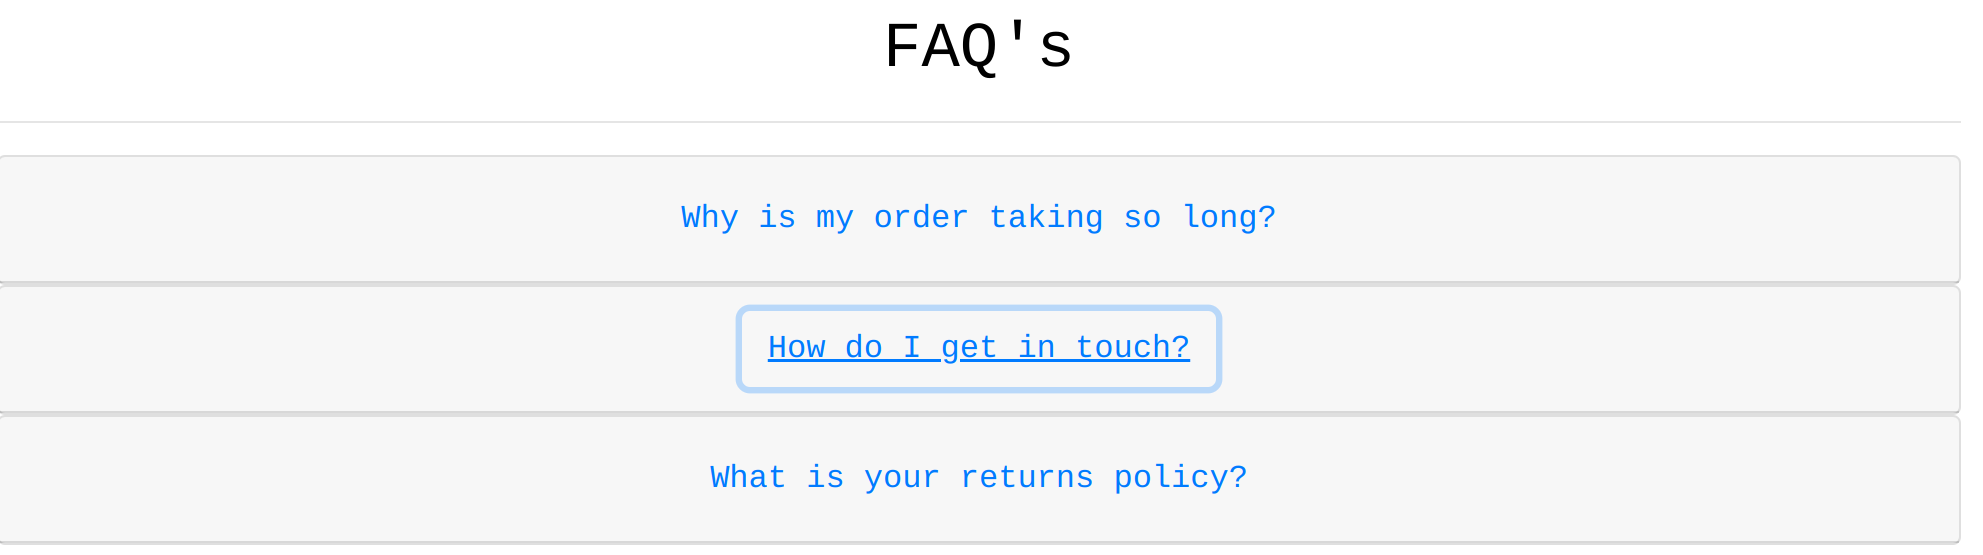 FAQ's
Why is my order taking so long?
How do I get in touch?
What is your returns policy?